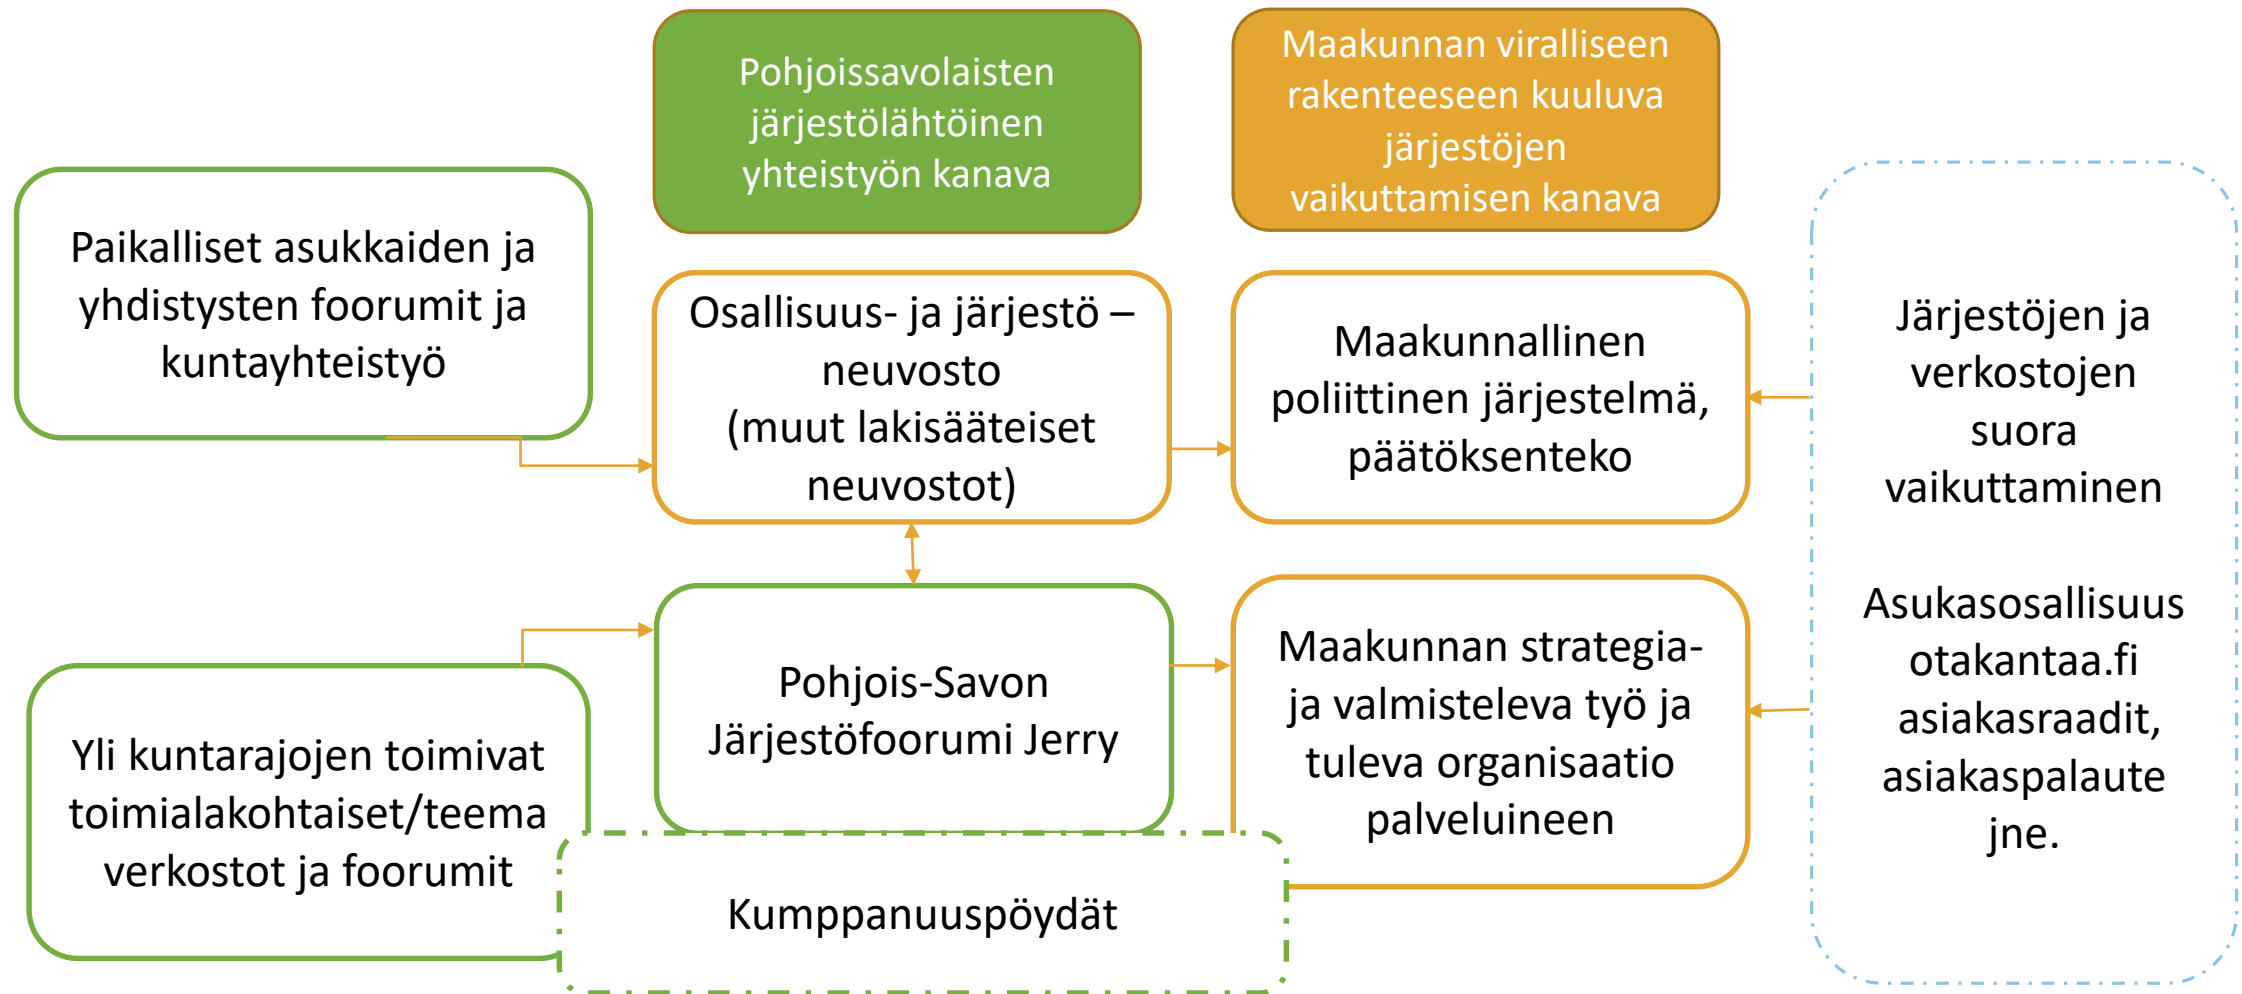 Pohjoissavolaisten
järjestölähtöinen
yhteistyön kanava
Maakunnan viralliseen
rakenteeseen kuuluva
järjestöjen
vaikuttamisen kanava
Paikalliset asukkaiden ja
yhdistysten foorumit ja
kuntayhteistyö
Osallisuus- ja järjestö –
neuvosto
(muut lakisääteiset
neuvostot)
Maakunnallinen
poliittinen järjestelmä,
päätöksenteko
Järjestöjen ja
verkostojen
suora
vaikuttaminen
Asukasosallisuus
otakantaa.fi
asiakasraadit,
asiakaspalaute
jne.
Yli kuntarajojen toimivat
toimialakohtaiset/teema
verkostot ja foorumit
Pohjois-Savon
Järjestöfoorumi Jerry
Maakunnan strategia-
ja valmisteleva työ ja
tuleva organisaatio
palveluineen
Kumppanuuspöydät